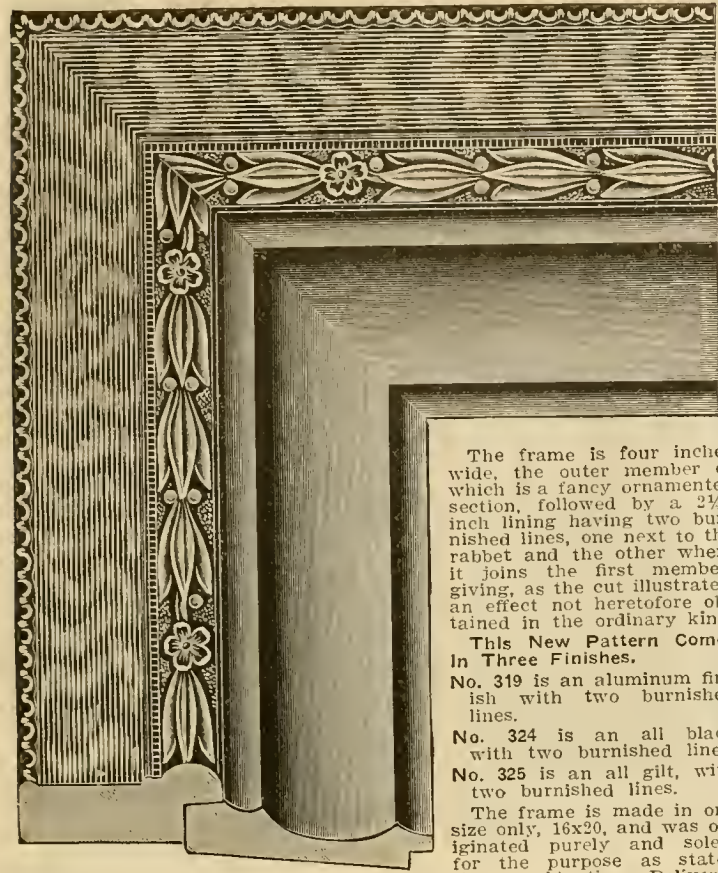 The frame is four inche
wide, the outer member
which is a fancy ornamente
section, followed by a 2½
inch lining having two bur
nished lines, one next to th
rabbet and the other whe
it joins the first membe
giving, as the cut illustrate
an effect not heretofore o
tained in the ordinary kin
This New Pattern Com
In Three Finishes.
No. 319 is an aluminum fin
ish with two burnishe
lines.
No. 324 is an all blac
with two burnished line
No. 325 is an all gilt, wit
two burnished lines.
The frame is made in on
size only, 16x20, and was o
iginated purely and sole
for the purpose as stat